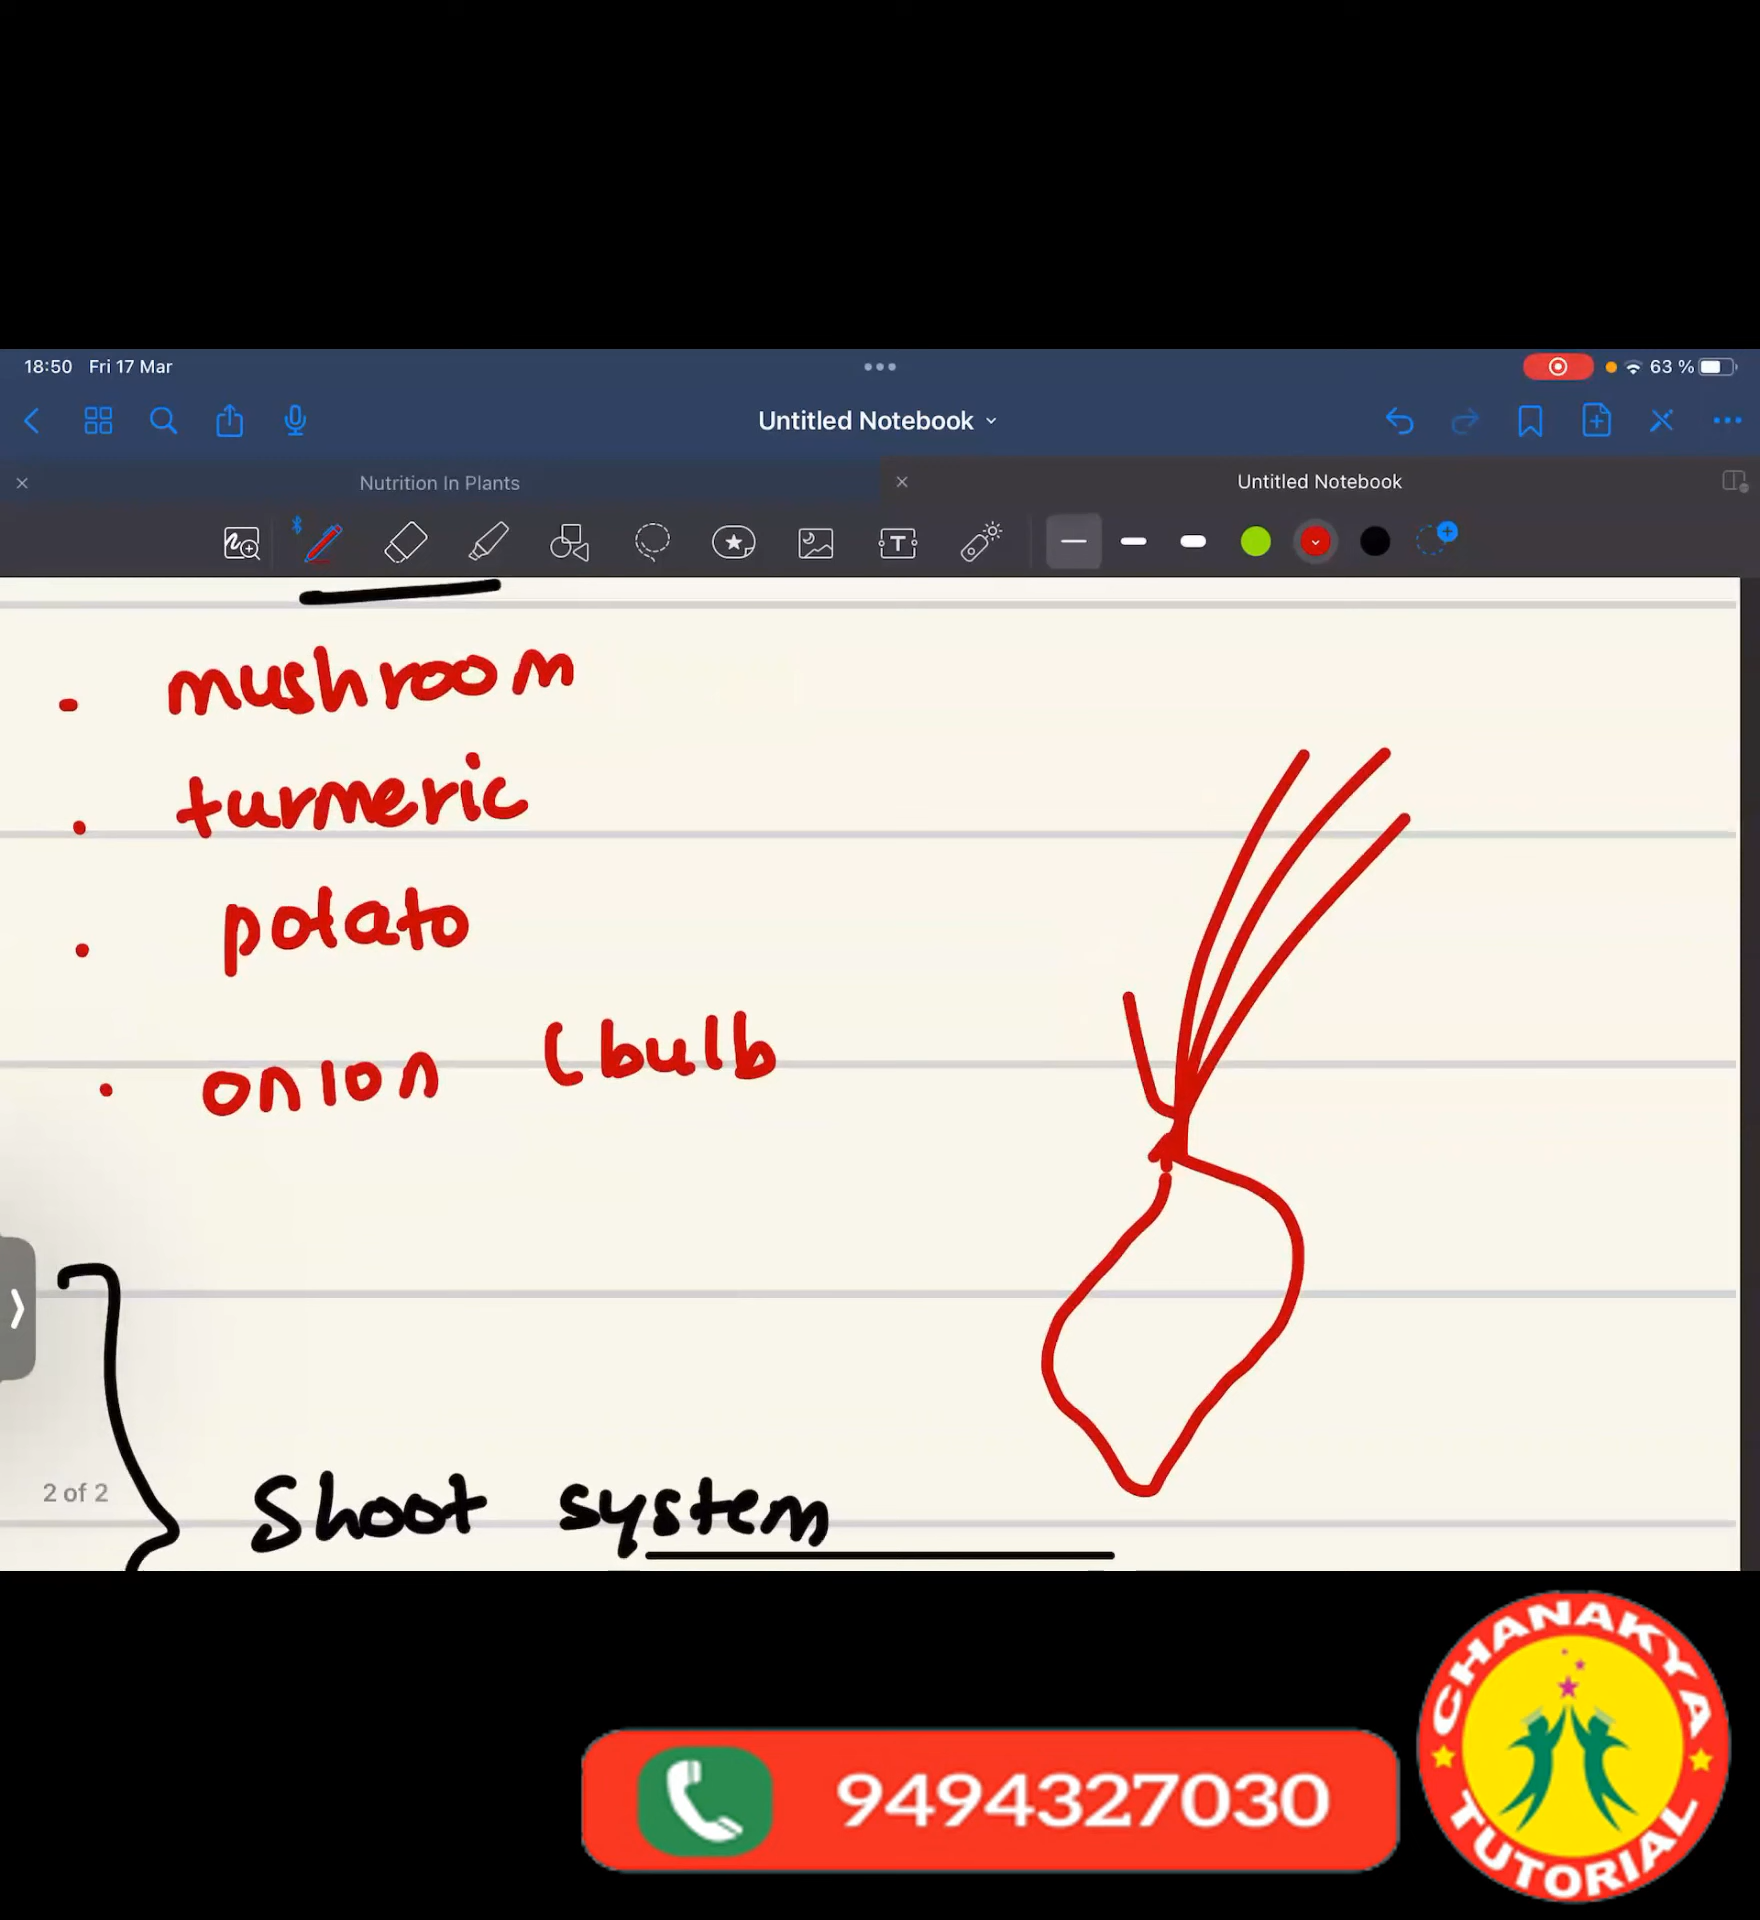 18:50 Fri 17 Mar
63 %
Untitled Notebook
Nutrition In Plants
Untitled Notebook
T
. mushroom
. turmeric
. potato
. onion (bulb
2 of 2
Shoot system
9494327030
CHANAKYA
TUTORIAL